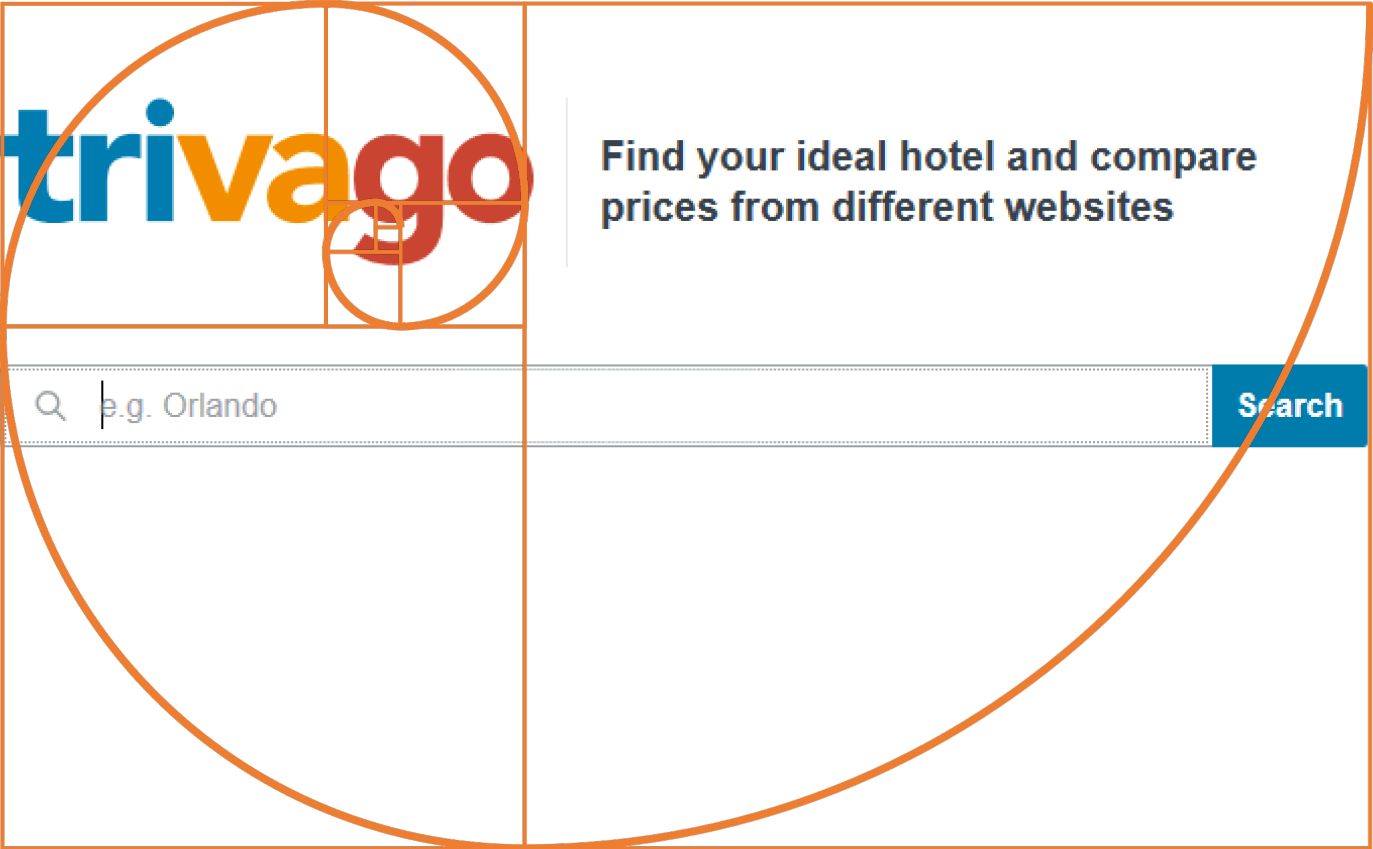 trivago
Find your ideal hotel and compare
prices from different websites
e.g. Orlando
Search